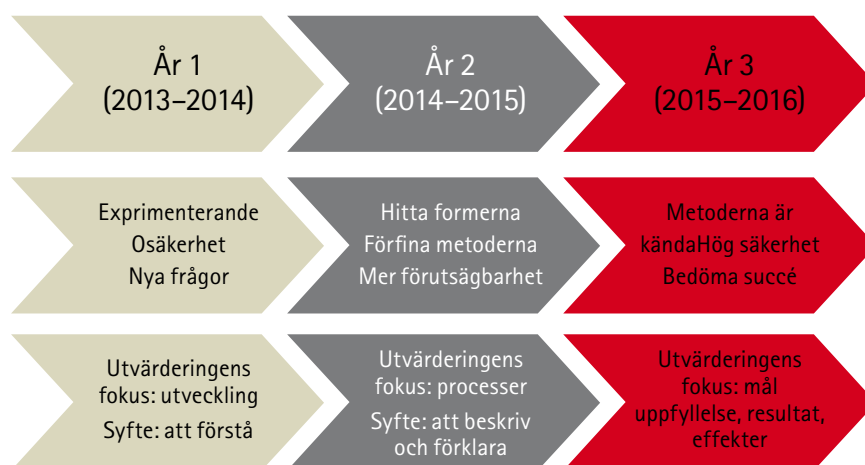 År 1
(2013–2014)
År 2
(2014–2015)
År 3
(2015–2016)
Exprimenterande
Osäkerhet
Nya frågor
Hitta formerna
Förfina metoderna
Mer förutsägbarhet
Metoderna är
kändaHög säkerhet
Bedöma succé
Utvärderingens
fokus: utveckling
Syfte: att förstå
Utvärderingens
fokus: processer
Syfte: att beskriv
och förklara
Utvärderingens
fokus: mål
uppfyllelse, resultat,
effekter